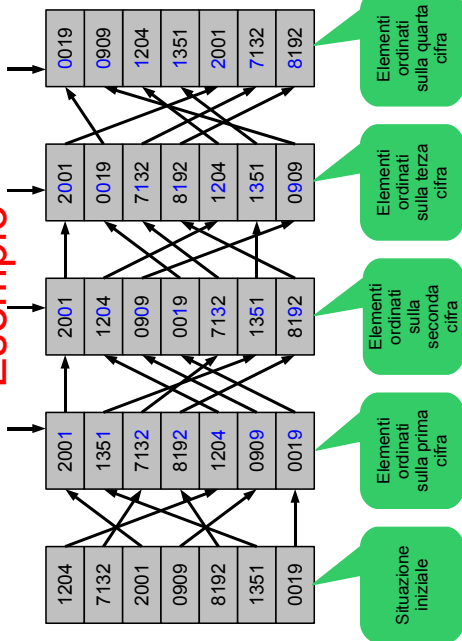 Esempio
1204
7132
2001
0909
8192
1351
0019
2001
1351
7132
8192
1204
0909
0019
2001
1204
0909
0019
7132
1351
8192
2001
0019
7132
8192
1204
1351
0909
0019
0909
1204
1351
2001
7132
8192
Situazione
iniziale
Elementi
ordinati
sulla prima
cifra
Elementi
ordinati
sulla
seconda
cifra
Elementi
ordinati
sulla terza
cifra
Elementi
ordinati
sulla quarta
cifra